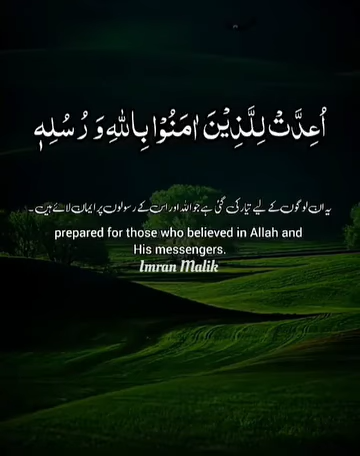 اُعِدَّتْ لِلَّذِیْنَ اٰمَنُوْا بِاللّٰهِ وَ رُسُلِهٖ
یہ ان لوگوں کے لیے تیار کی گئی ہے جو اللہ اور اس کے رسولوں پر ایمان لائے ہیں۔
prepared for those who believed in Allah and
His messengers.
Imran Malik